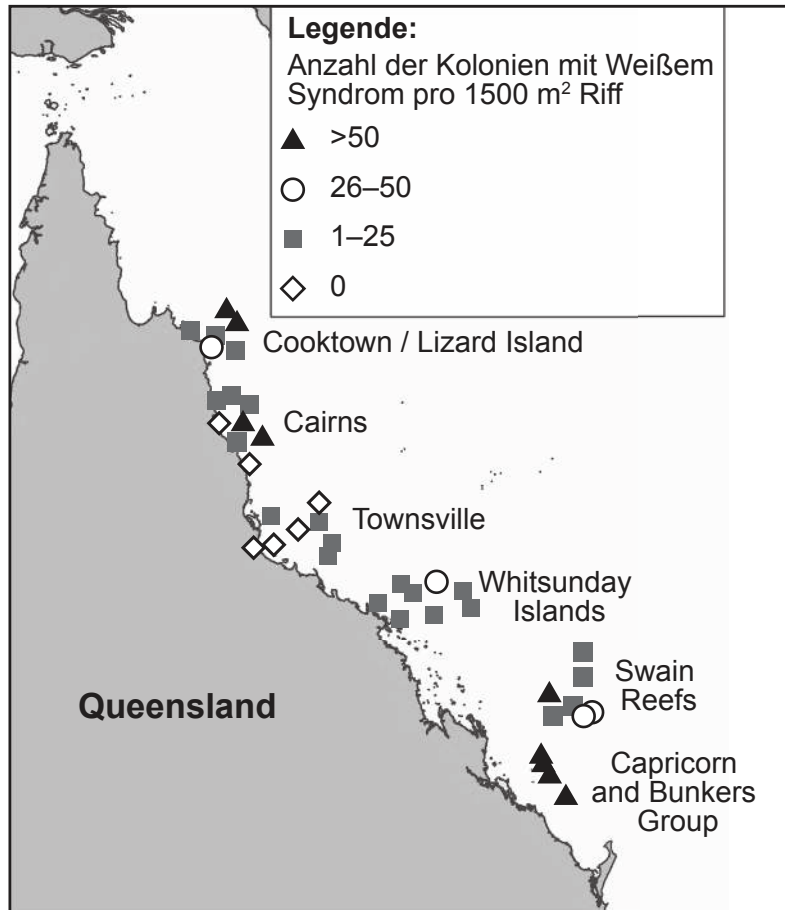 Legende:
Anzahl der Kolonien mit Weißem
Syndrom pro 1500 m² Riff
>50
26–50
1–25
0
Cooktown / Lizard Island
Cairns
Townsville
Whitsunday
Islands
Swain
Reefs
Queensland
Capricorn
and Bunkers
Group